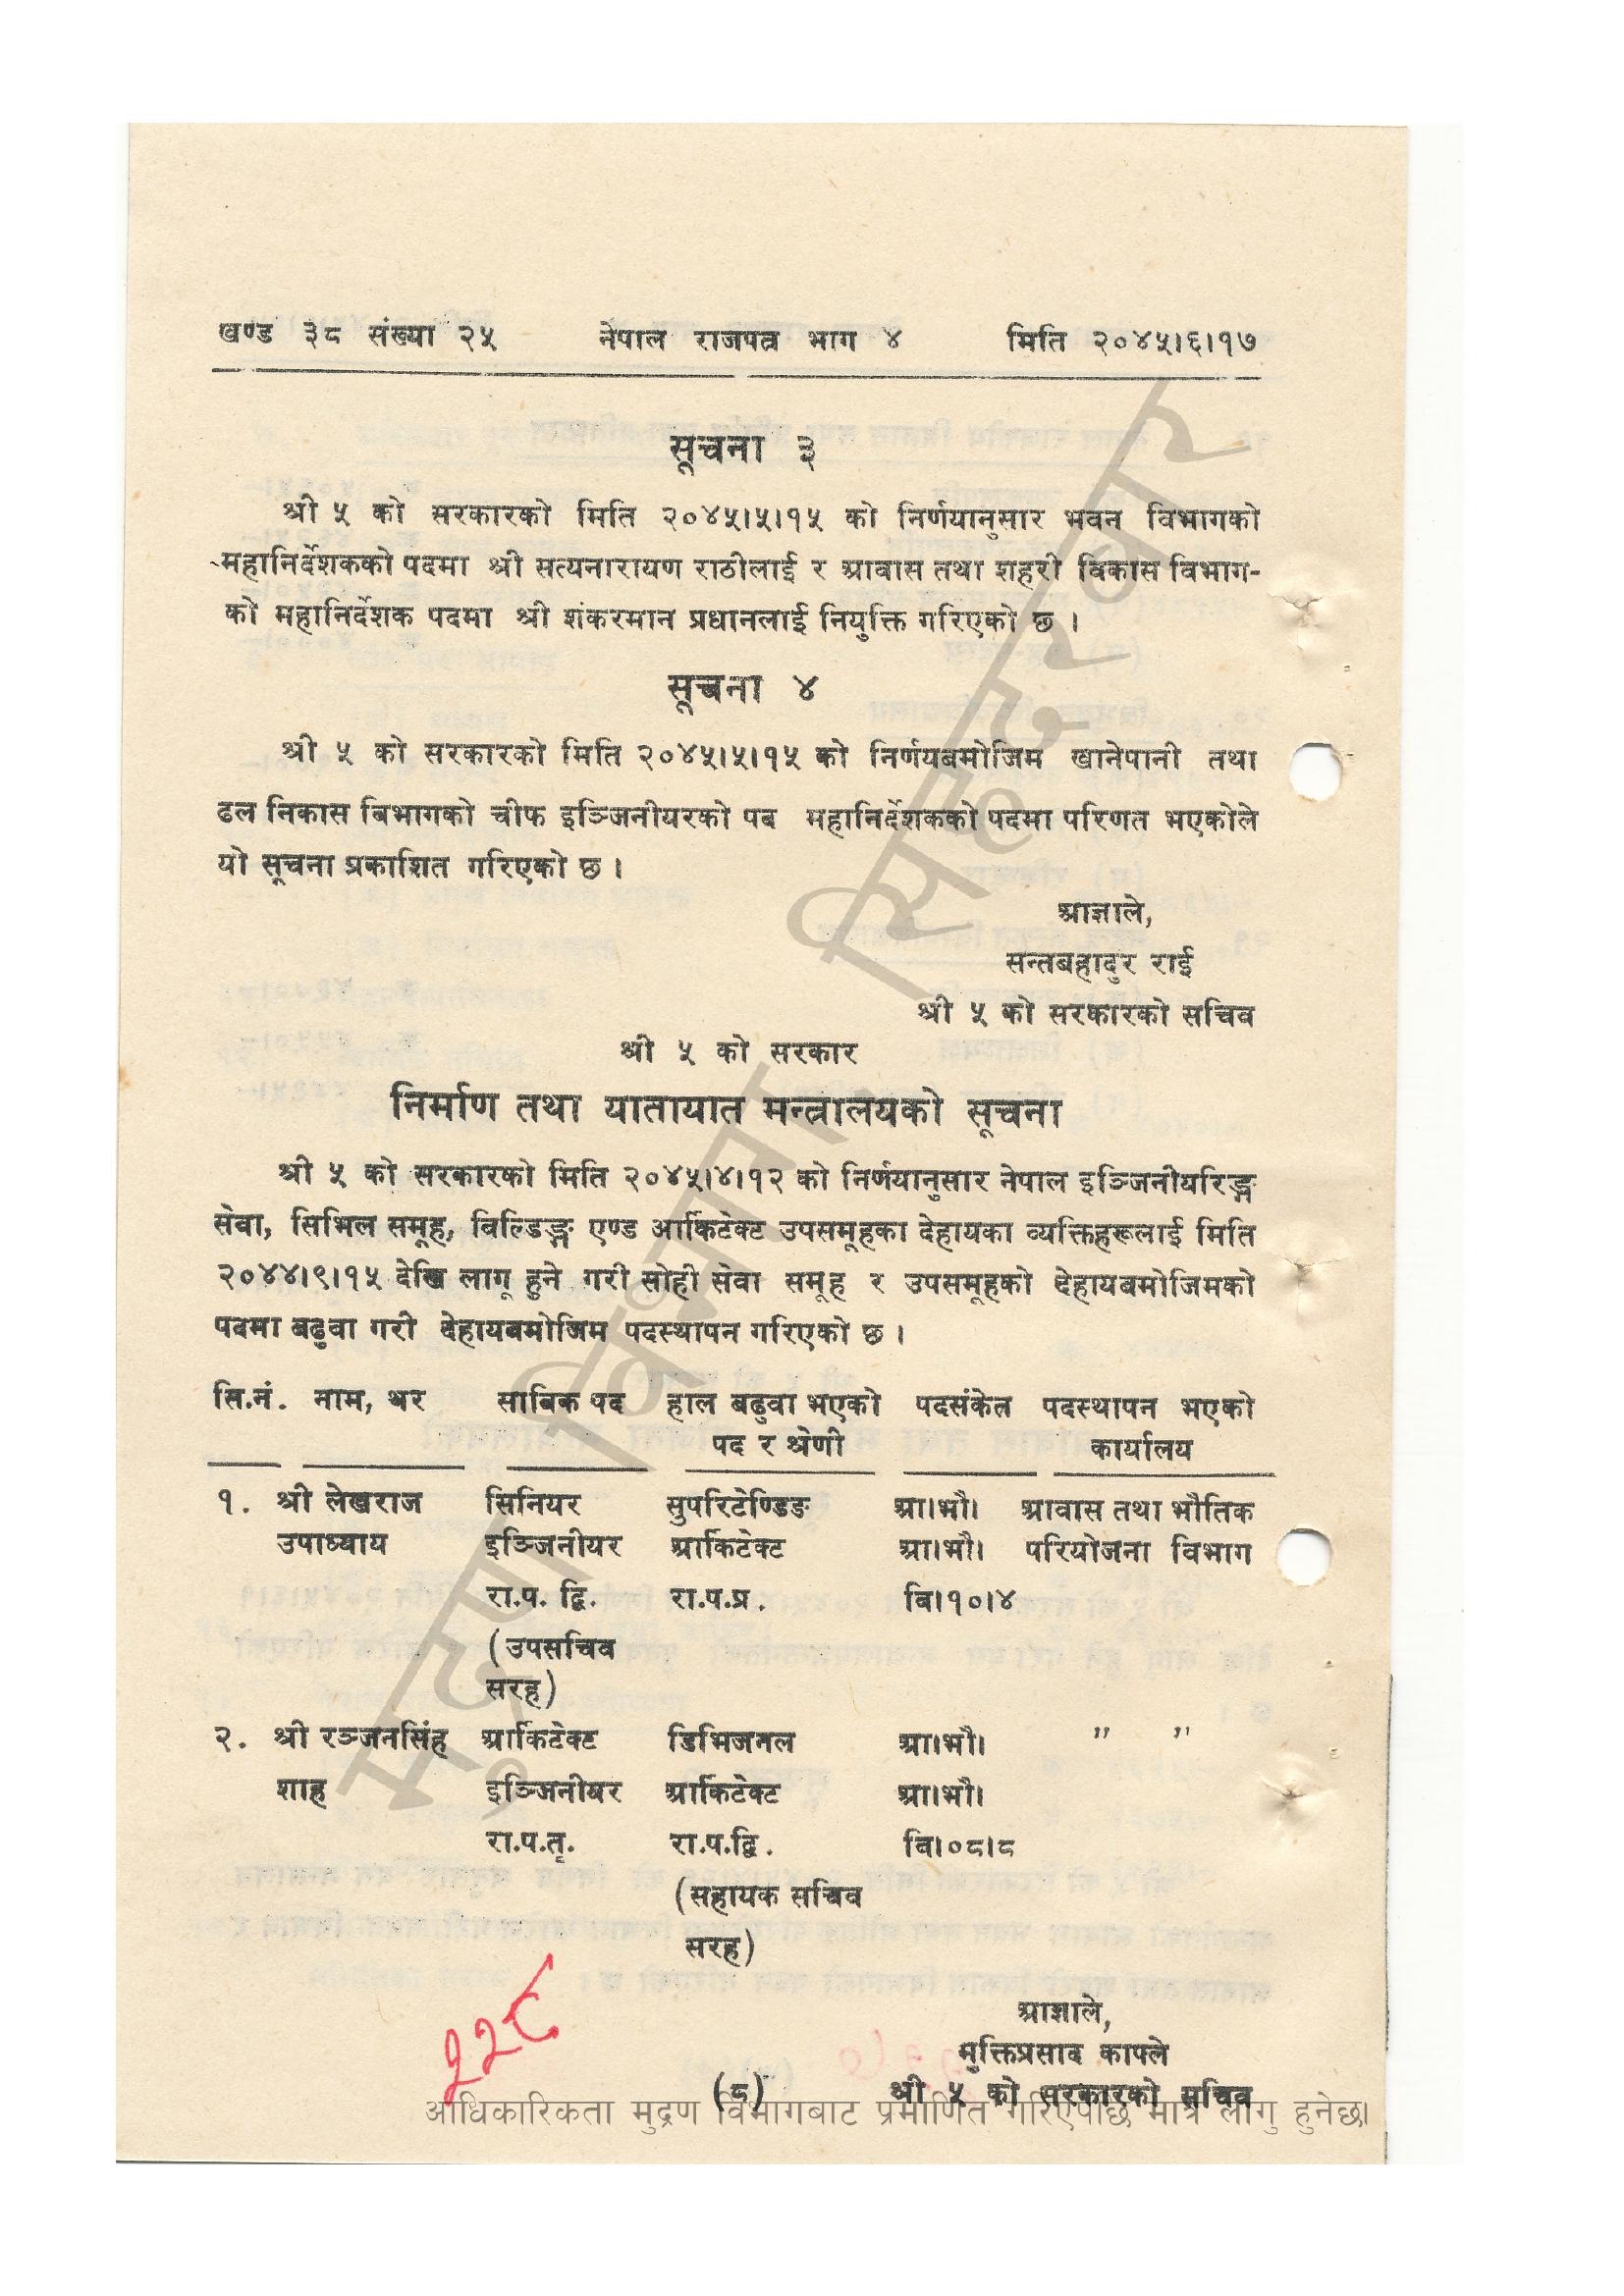 खण्ड ३८ संख्या २५ नेपाल राजपत्र भाग ४ मिति २०४५।६।१७
सूचना ३
श्री ५ को सरकारको मिति २०४५।५।१५ को निर्णयानुसार भवन विभागको
महानिर्देशकको पदमा श्री सत्यनारायण राठीलाई र आवास तथा शहरी विकास विभाग-
को महानिर्देशक पदमा श्री शंकरमान प्रधानलाई नियुक्ति गरिएको छ ।
सूचना ४
श्री ५ को सरकारको मिति २०४५।५।१५ को निर्णयबमोजिम खानेपानी तथा
ढल निकास विभागको चीफ इञ्जिनीयरको पद महानिर्देशकको पदमा परिणत भएकोले
यो सूचना प्रकाशित गरिएको छ ।
आज्ञाले,
सन्तबहादुर राई
श्री ५ को सरकारको सचिव
श्री ५ को सरकार
निर्माण तथा यातायात मन्त्रालयको सूचना
श्री ५ को सरकारको मिति २०४५।४।१२ को निर्णयानुसार नेपाल इञ्जिनीयरिङ्ग
सेवा, सिभिल समूह, बिल्डिङ्ग एण्ड आर्किटेक्ट उपसमूहका देहायका व्यक्तिहरूलाई मिति
२०४४।९।१५ देखि लागू हुने गरी सोही सेवा समूह र उपसमूहको देहायबमोजिमको
पदमा बढुवा गरी देहायबमोजिम पदस्थापन गरिएको छ ।
सि.नं. नाम, थर साबिक पद हाल बढुवा भएको पदसंकेत पदस्थापन भएको
पद र श्रेणी कार्यालय
१. श्री लेखराज सिनियर सुपरिटेण्डिङ आ।भौ। आवास तथा भौतिक
उपाध्याय इञ्जिनीयर आर्किटेक्ट आ।भौ। परियोजना विभाग
रा.प. द्वि. रा.प.प्र. वि।१०।४
(उपसचिव
सरह)
२. श्री रञ्जनसिंह आर्किटेक्ट डिभिजनल आ।भौ। " "
शाह इञ्जिनीयर आर्किटेक्ट आ।भौ।
रा.प.तृ. रा.प.द्वि. वि।०८।८
(सहायक सचिव
सरह)
आज्ञाले,
मुक्तिप्रसाद काफ्ले
(८) श्री ५ को सरकारको सचिव
आधिकारिकता मुद्रण विभागबाट प्रमाणित गरिएपछि मात्र लागु हुनेछ।
मुद्रण विभाग सिंहदरबार